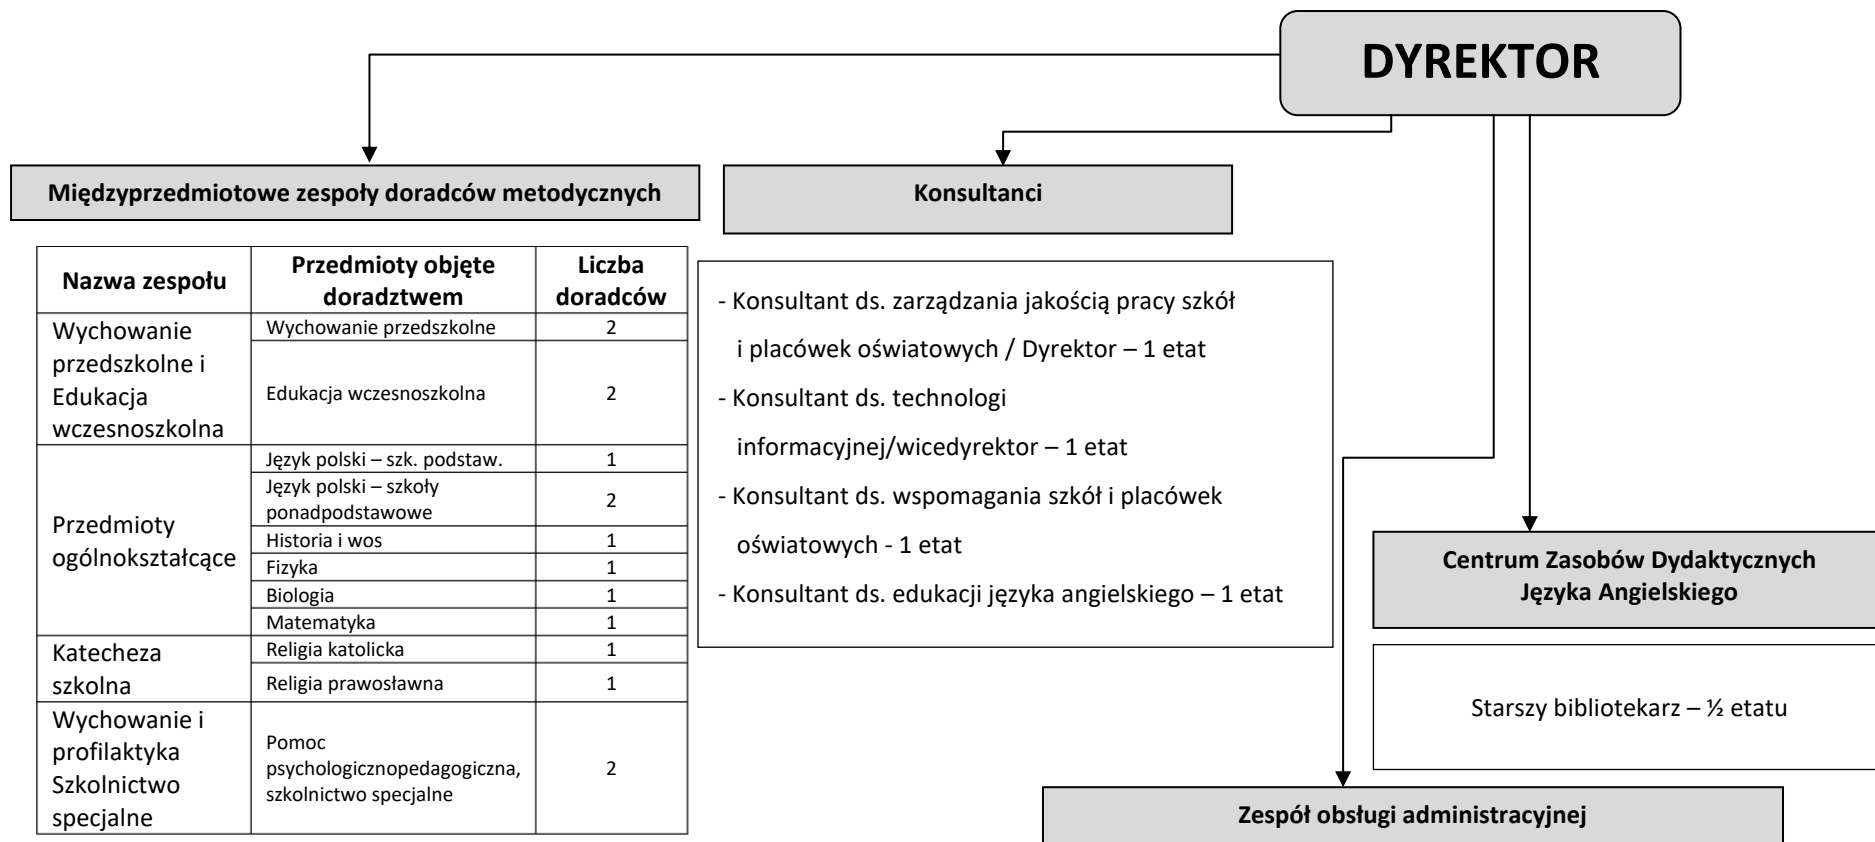 DYREKTOR
Międzyprzedmiotowe zespoły doradców metodycznych
Konsultanci
Nazwa zespołu
Przedmioty objęte
doradztwem
Liczba
doradców
Wychowanie
przedszkolne i
Edukacja
wczesnoszkolna
Wychowanie przedszkolne
2
Edukacja wczesnoszkolna
2
Przedmioty
ogólnokształcące
Język polski – szk. podstaw.
1
Język polski – szkoły
ponadpodstawowe
2
Historia i wos
1
Fizyka
1
Biologia
1
Matematyka
1
Katecheza
szkolna
Religia katolicka
1
Religia prawosławna
1
Wychowanie i
profilaktyka
Szkolnictwo
specjalne
Pomoc
psychologicznopedagogiczna,
szkolnictwo specjalne
2
- Konsultant ds. zarządzania jakością pracy szkół
i placówek oświatowych / Dyrektor – 1 etat
- Konsultant ds. technologi
informacyjnej/wicedyrektor – 1 etat
- Konsultant ds. wspomagania szkół i placówek
oświatowych - 1 etat
- Konsultant ds. edukacji języka angielskiego – 1 etat
Centrum Zasobów Dydaktycznych
Języka Angielskiego
Starszy bibliotekarz – ½ etatu
Zespół obsługi administracyjnej